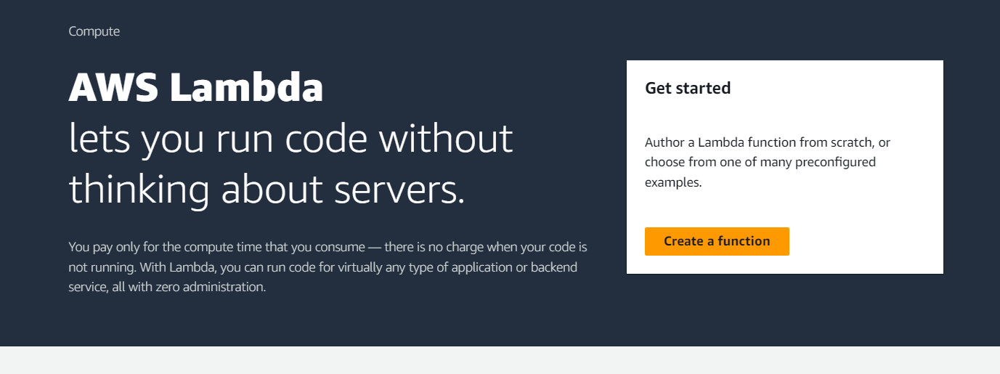 Compute
AWS Lambda
lets you run code without
thinking about servers.
You pay only for the compute time that you consume — there is no charge when your code is
not running. With Lambda, you can run code for virtually any type of application or backend
service, all with zero administration.
Get started
Author a Lambda function from scratch, or
choose from one of many preconfigured
examples.
Create a function